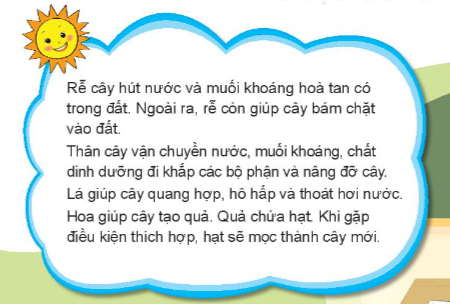 Rễ cây hút nước và muối khoáng hoà tan có
trong đất. Ngoài ra, rễ còn giúp cây bám chặt
vào đất.
Thân cây vận chuyển nước, muối khoáng, chất
dinh dưỡng đi khắp các bộ phận và nâng đỡ cây.
Lá giúp cây quang hợp, hô hấp và thoát hơi nước.
Hoa giúp cây tạo quả. Quả chứa hạt. Khi gặp
điều kiện thích hợp, hạt sẽ mọc thành cây mới.